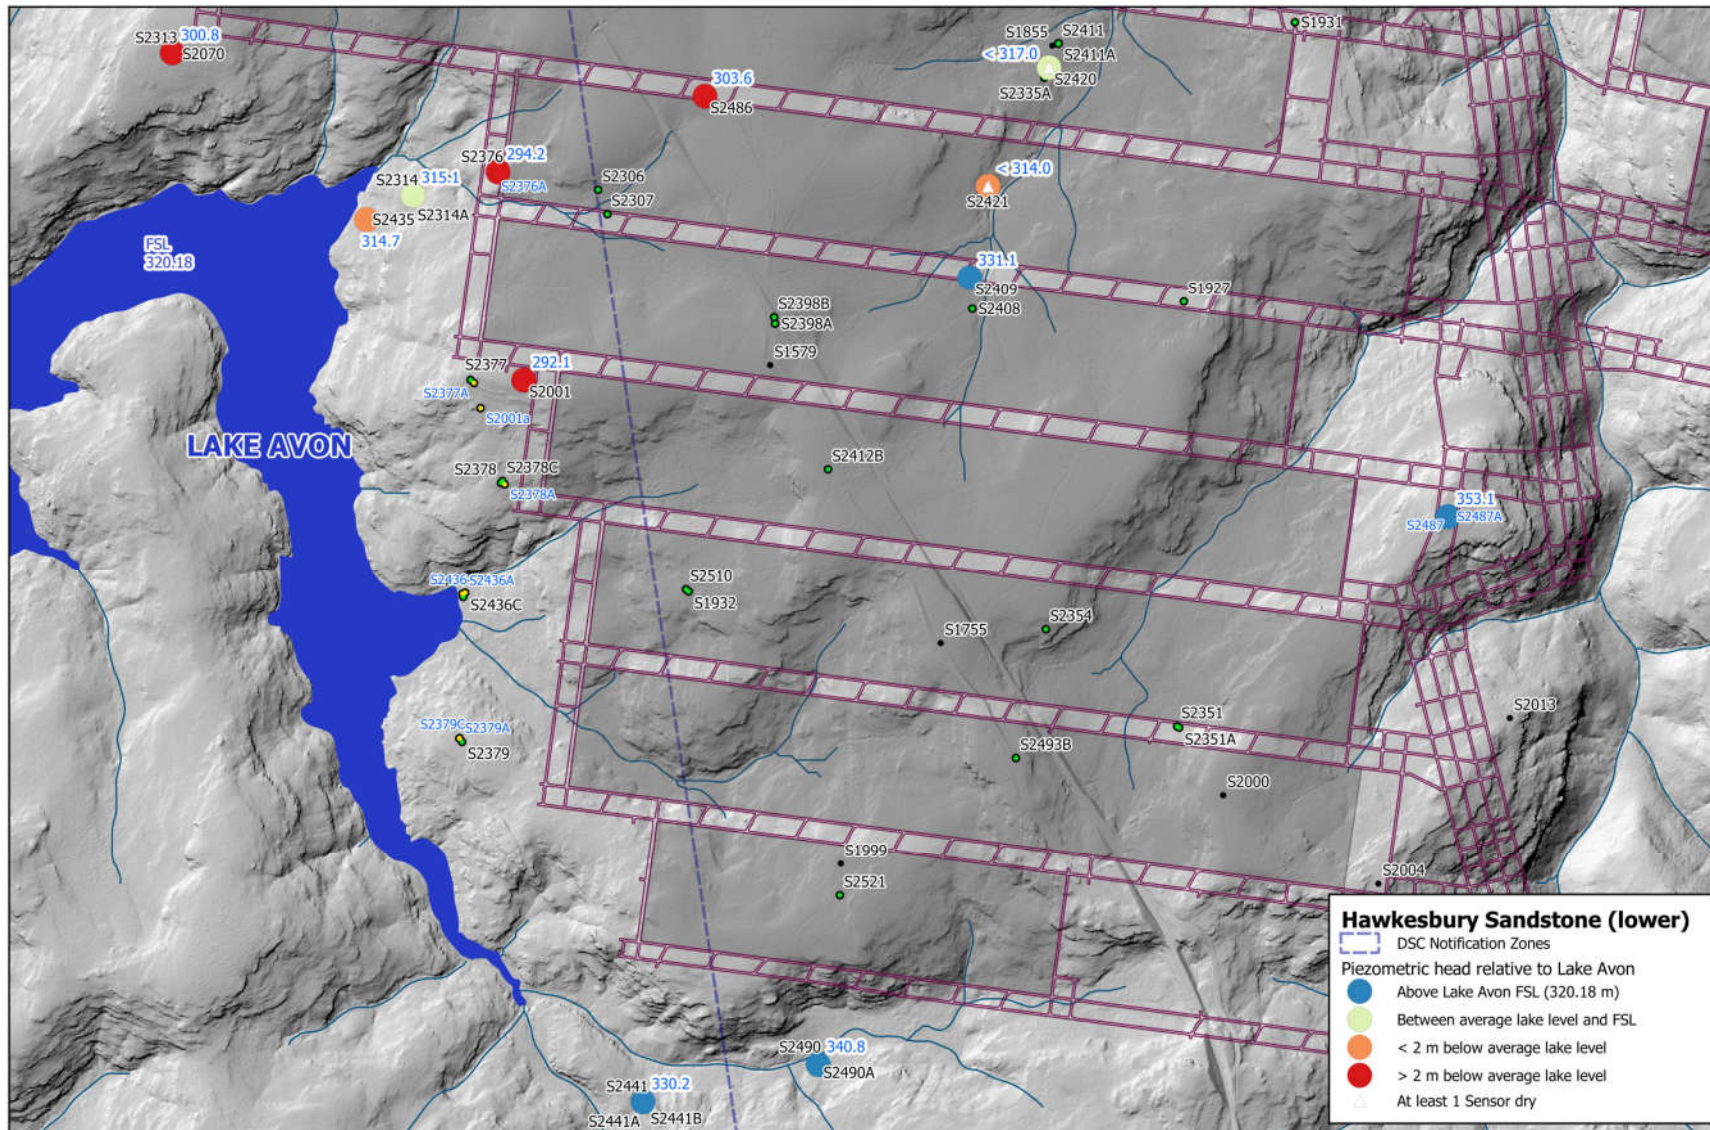 S2313 300.8
S2070
S1855 S2411
S1931
< 317.0 S2411A
S2420
S2335A
303.6
S2486
S2376 294.2
S2376A
S2314 315.1
S2314A
S2435
314.7
S2306
S2307
< 314.0
S2421
FSL
320.18
331.1
S2409
S2408
S1927
S2398B
S2398A
S1579
S2377 292.1
S2377A S2001
S2001a
LAKE AVON
S2412B
S2378 S2378C
S2378A
353.1
S2487 S2487A
S2436 S2436A
S2436C
S2510
S1932
S2354
S1755
S2379C S2379A
S2379
S2351
S2351A
S2013
S2493B
S2000
S1999
S2521
S2004
S2490 340.8
S2490A
S2441 330.2
S2441A S2441B
Hawkesbury Sandstone (lower)
DSC Notification Zones
Piezometric head relative to Lake Avon
Above Lake Avon FSL (320.18 m)
Between average lake level and FSL
< 2 m below average lake level
> 2 m below average lake level
At least 1 Sensor dry